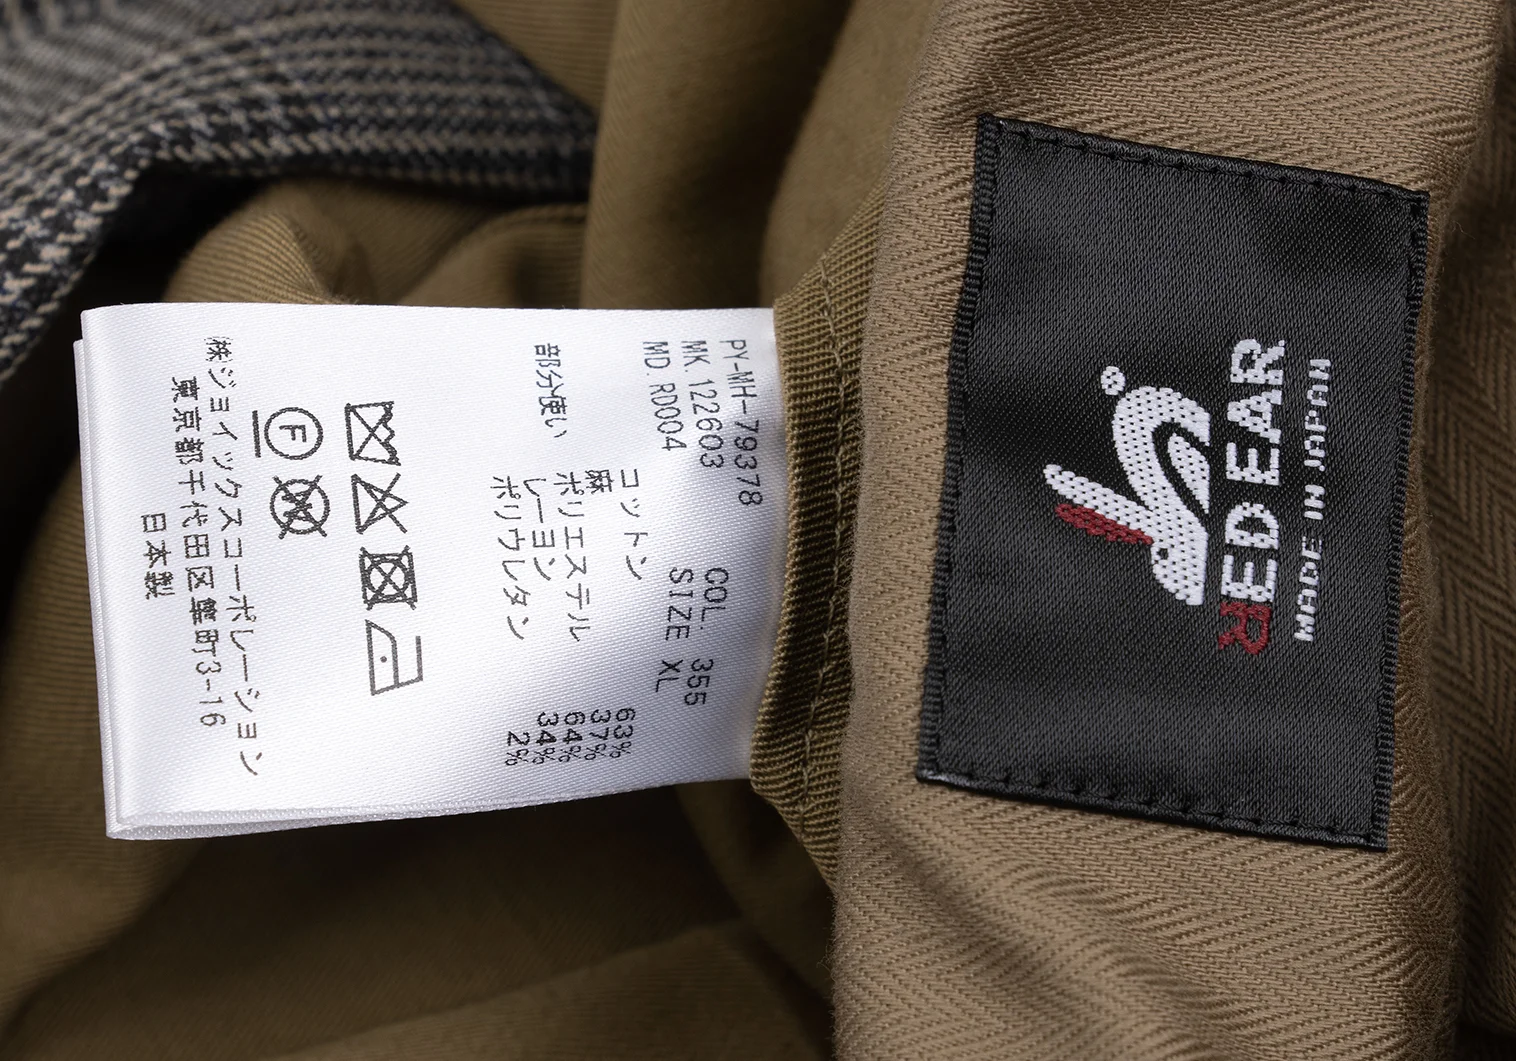 PY-MH-79378
MK. 122603 COL. 355
MD. RD004 SIZE XL
コットン 63%
麻 37%
部分使い ポリエステル 64%
レーヨン 34%
ポリウレタン 2%
F
㈱ジョイックスコーポレーション
東京都千代田区隼町3-16
日本製
RED EAR
MADE IN JAPAN